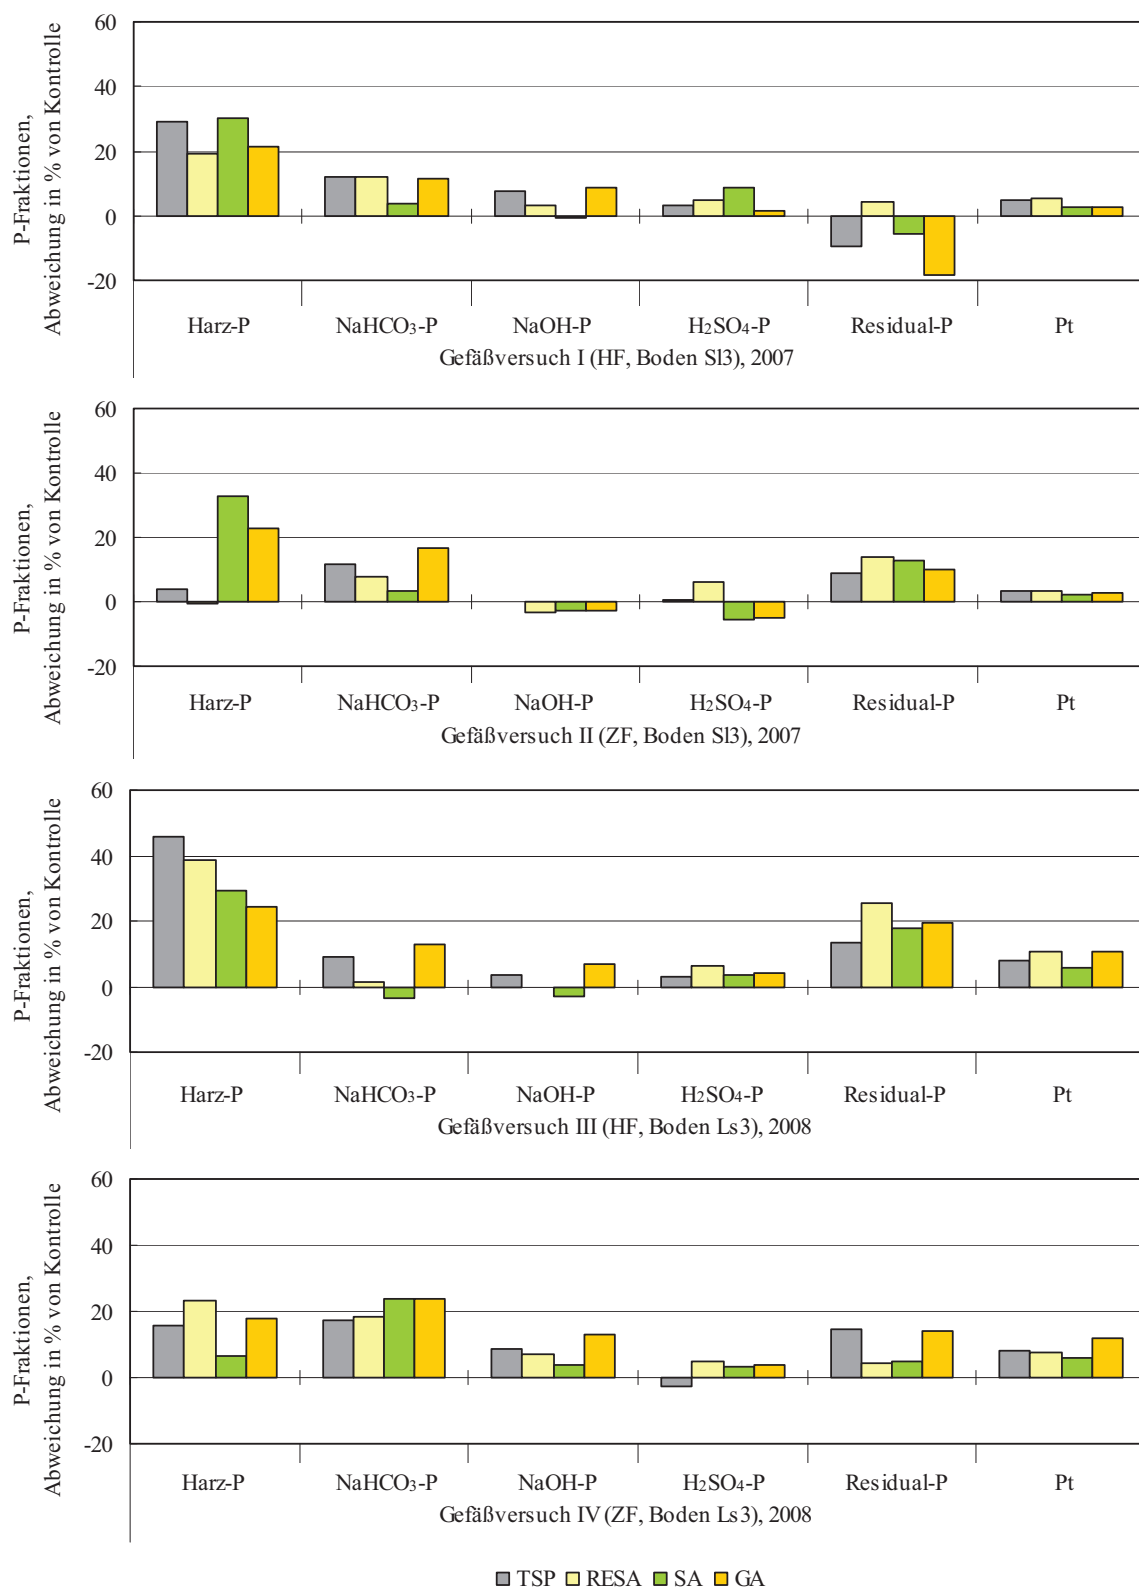 P-Fraktionen,
Abweichung in % von Kontrolle
60
40
20
0
-20
Harz-P NaHCO3-P NaOH-P H2SO4-P Residual-P Pt
Gefäßversuch I (HF, Boden Sl3), 2007
P-Fraktionen,
Abweichung in % von Kontrolle
60
40
20
0
-20
Harz-P NaHCO3-P NaOH-P H2SO4-P Residual-P Pt
Gefäßversuch II (ZF, Boden Sl3), 2007
P-Fraktionen,
Abweichung in % von Kontrolle
60
40
20
0
-20
Harz-P NaHCO3-P NaOH-P H2SO4-P Residual-P Pt
Gefäßversuch III (HF, Boden Ls3), 2008
P-Fraktionen,
Abweichung in % von Kontrolle
60
40
20
0
-20
Harz-P NaHCO3-P NaOH-P H2SO4-P Residual-P Pt
Gefäßversuch IV (ZF, Boden Ls3), 2008
TSP RESA SA GA